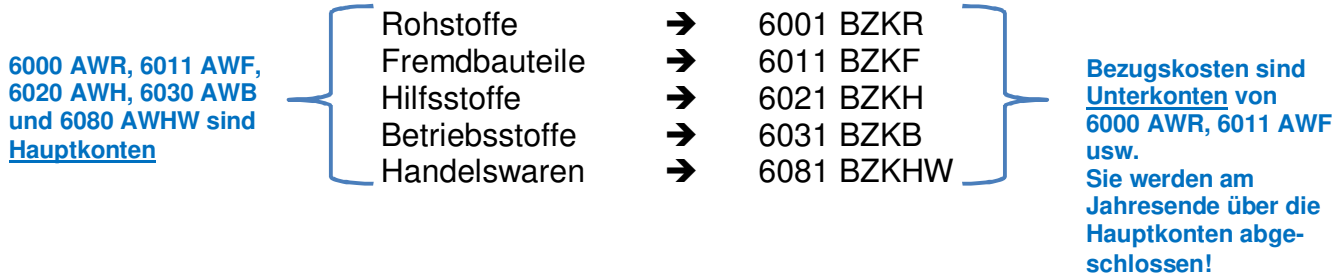 6000 AWR, 6011 AWF,
6020 AWH, 6030 AWB
und 6080 AWHW sind
Hauptkonten
Rohstoffe ➔ 6001 BZKR
Fremdbauteile ➔ 6011 BZKF
Hilfsstoffe ➔ 6021 BZKH
Betriebsstoffe ➔ 6031 BZKB
Handelswaren ➔ 6081 BZKHW
Bezugskosten sind
Unterkonten von
6000 AWR, 6011 AWF
usw.
Sie werden am
Jahresende über die
Hauptkonten abge-
schlossen!